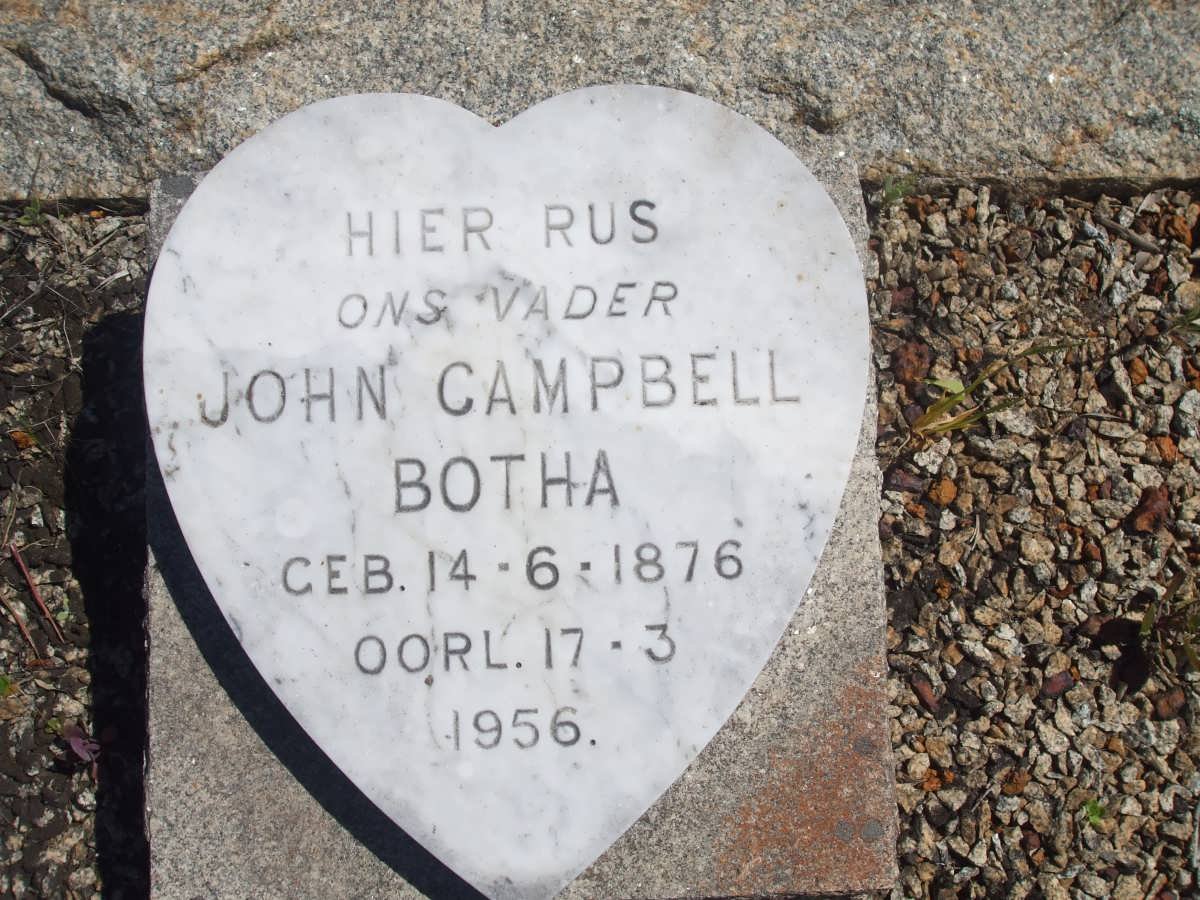 HIER RUS
ONS VADER
JOHN CAMPBELL
BOTHA
GEB. 14-6-1876
OORL. 17-3
1956.